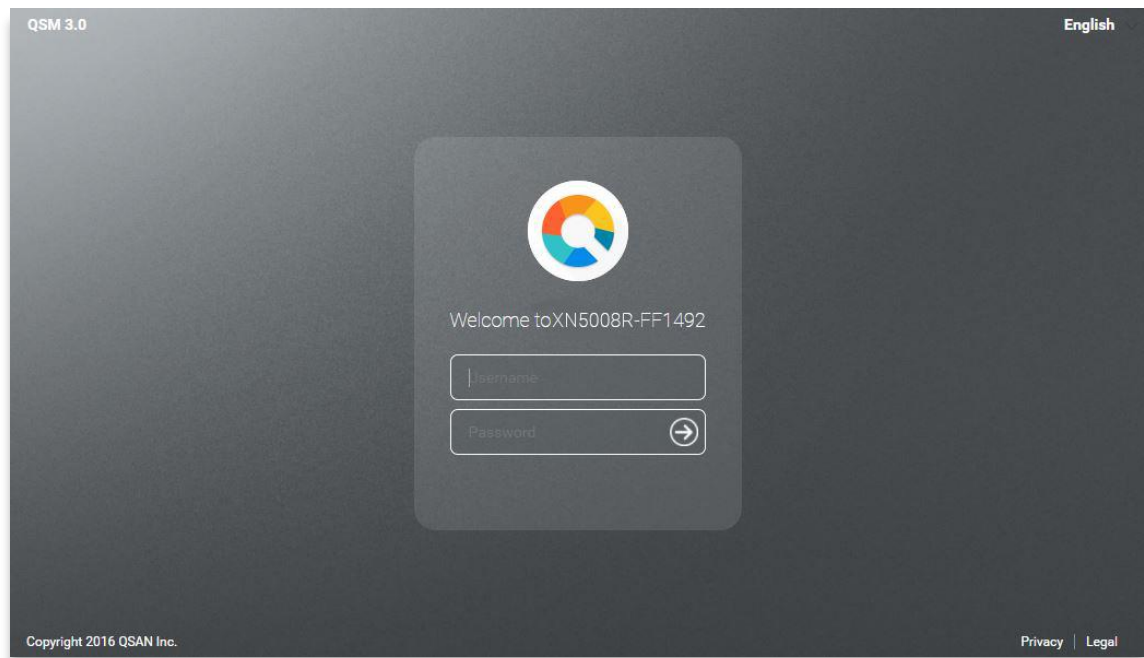 QSM 3.0
English
Welcome toXN5008R-FF1492
Username
Password
Copyright 2016 QSAN Inc.
Privacy | Legal